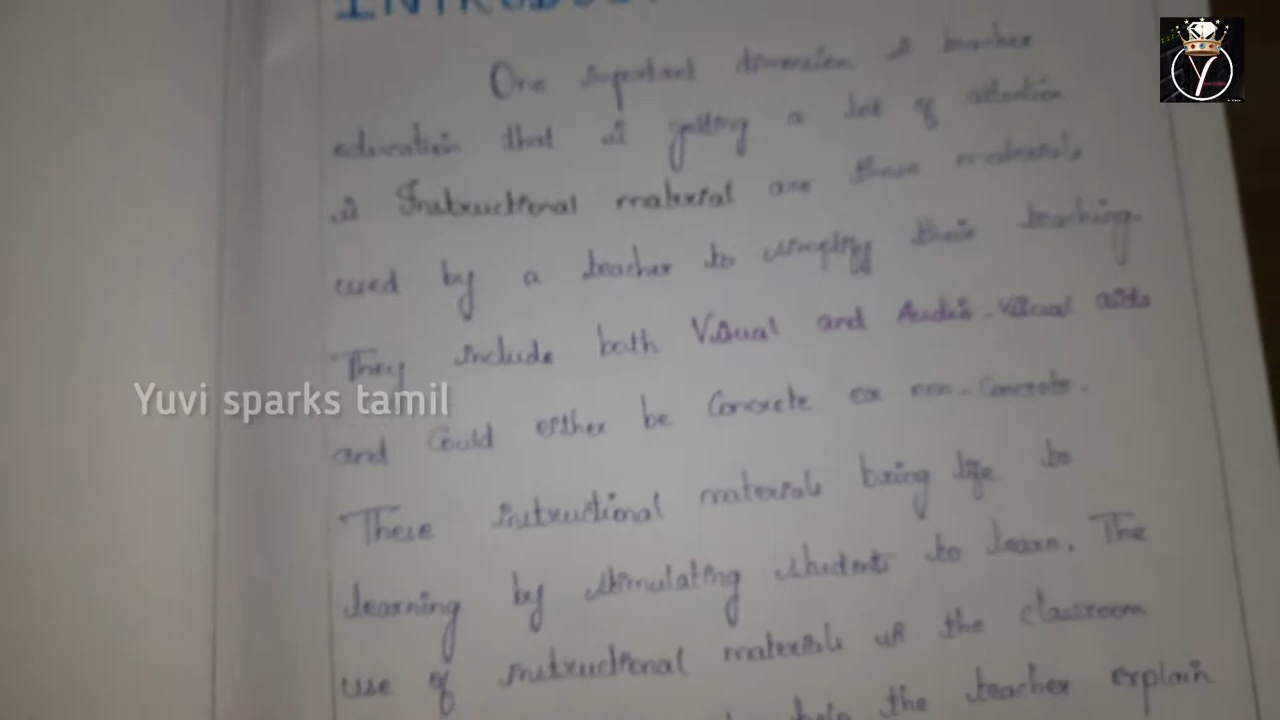 One important dimension is teacher
education that is getting a lot of attention
is Instructional material are these materials
used by a teacher to simplify their teaching.
They include both Visual and Audio-Visual aids
Yuvi sparks tamil
and Could either be Concrete or non-Concrete.
These instructional materials bring life to
learning by stimulating students to learn. The
use of instructional materials in the classroom
help the teacher explain